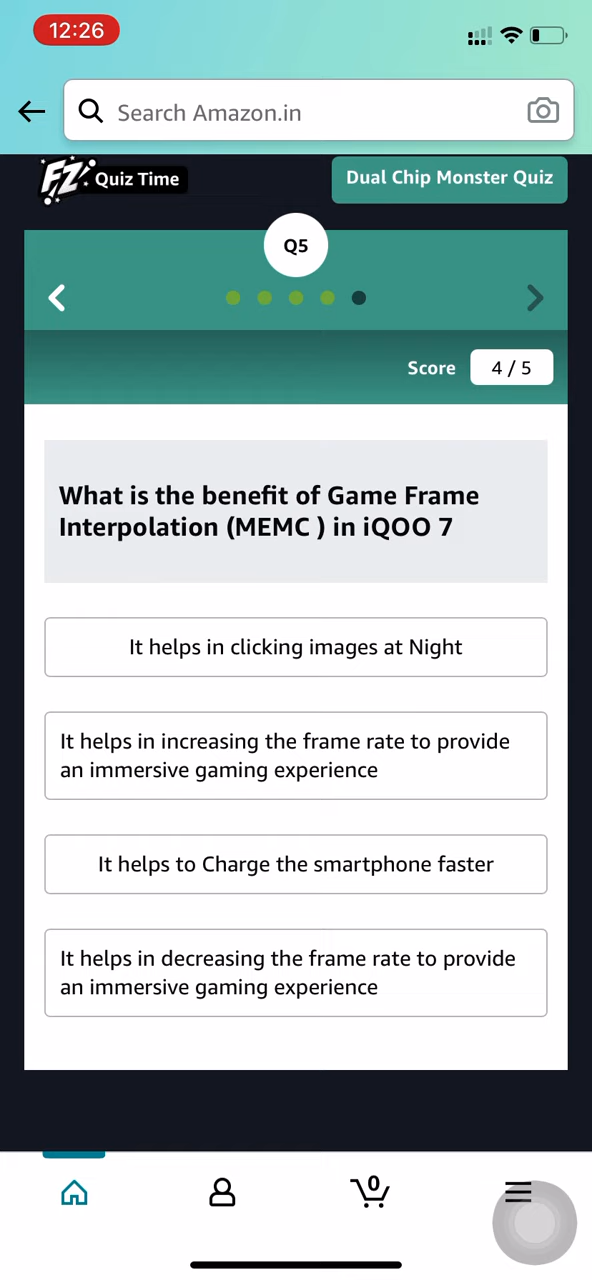 12:26
Search Amazon.in
FZ Quiz Time
Dual Chip Monster Quiz
Q5
Score 4 / 5
What is the benefit of Game Frame
Interpolation (MEMC ) in iQOO 7
It helps in clicking images at Night
It helps in increasing the frame rate to provide
an immersive gaming experience
It helps to Charge the smartphone faster
It helps in decreasing the frame rate to provide
an immersive gaming experience
0